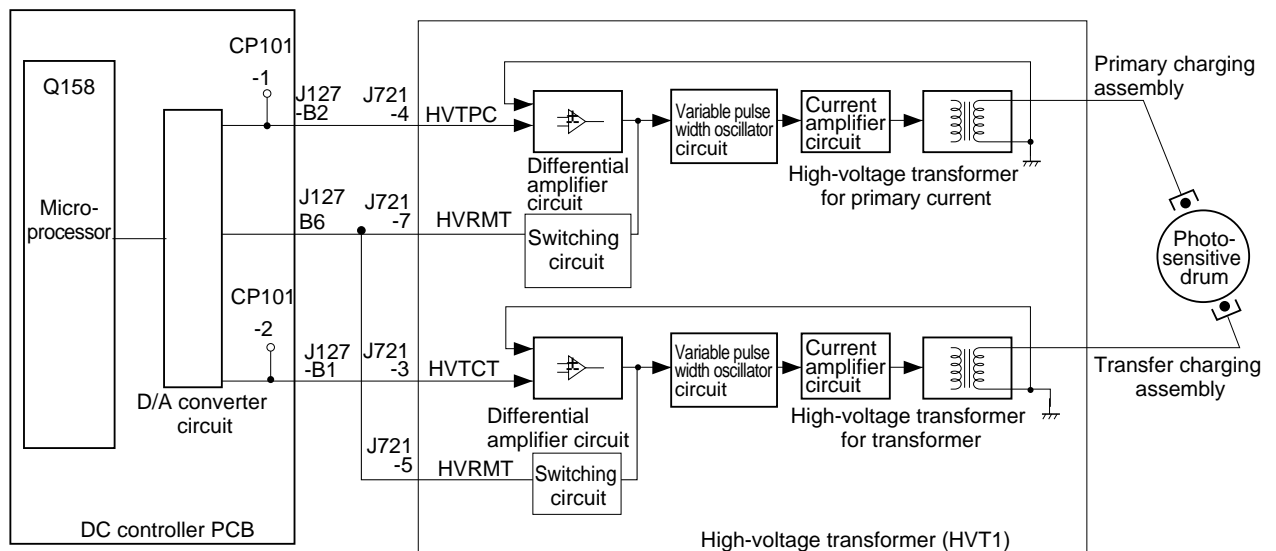 CP101
-1
Q158
Micro-
processor
J127
-B2
J721
-4
HVTPC
Differential
amplifier
circuit
Variable pulse
width oscillator
circuit
Current
amplifier
circuit
High-voltage transformer
for primary current
Primary charging
assembly
J127
B6
J721
-7
HVRMT
Switching
circuit
Photo-
sensitive
drum
CP101
-2
J127
-B1
J721
-3
HVTCT
Differential
amplifier circuit
Variable pulse
width oscillator
circuit
Current
amplifier
circuit
High-voltage transformer
for transformer
Transfer charging
assembly
D/A converter
circuit
J721
-5
HVRMT
Switching
circuit
DC controller PCB
High-voltage transformer (HVT1)